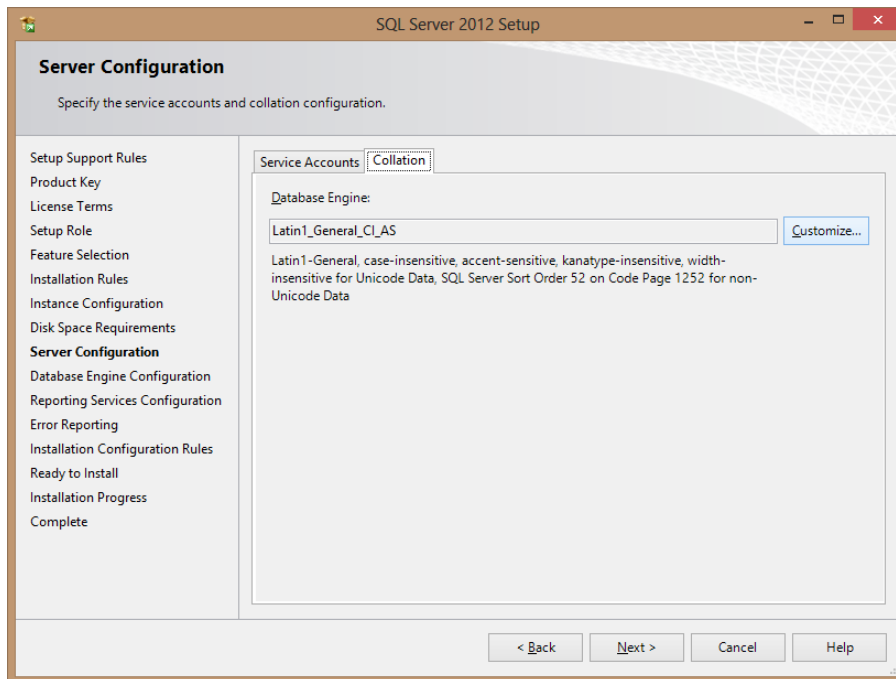 SQL Server 2012 Setup
Server Configuration
Specify the service accounts and collation configuration.
Setup Support Rules
Product Key
License Terms
Setup Role
Feature Selection
Installation Rules
Instance Configuration
Disk Space Requirements
Server Configuration
Database Engine Configuration
Reporting Services Configuration
Error Reporting
Installation Configuration Rules
Ready to Install
Installation Progress
Complete
Service Accounts Collation
Database Engine:
Latin1_General_CI_AS Customize...
Latin1-General, case-insensitive, accent-sensitive, kanatype-insensitive, width-
insensitive for Unicode Data, SQL Server Sort Order 52 on Code Page 1252 for non-
Unicode Data
< Back Next > Cancel Help